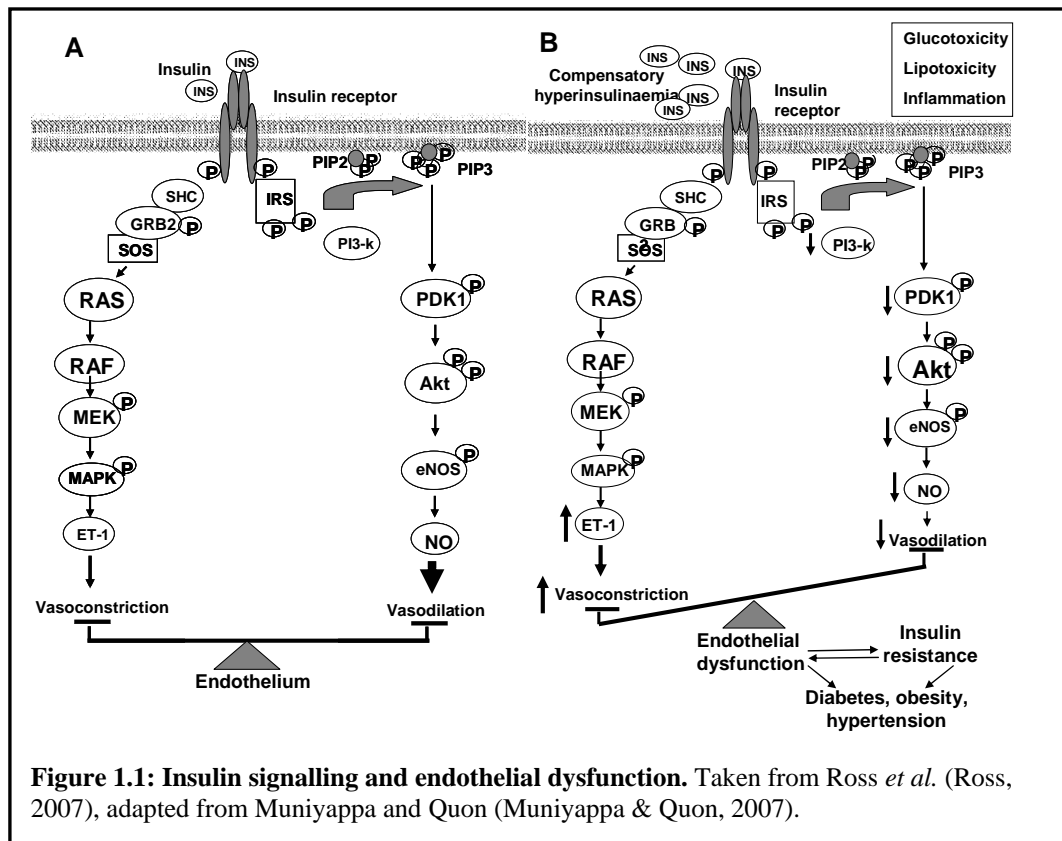 A
Insulin
INS
INS
Insulin receptor
P
P
PIP2
P
P
P
P
P
PIP3
SHC
IRS
GRB2
P
P
P
SOS
PI3-k
RAS
PDK1
P
RAF
P
P
Akt
MEK
P
MAPK
P
eNOS
P
ET-1
NO
Vasoconstriction
Vasodilation
Endothelium
B
INS
INS
Compensatory
hyperinsulinaemia
INS
INS
INS
Insulin
receptor
Glucotoxicity
Lipotoxicity
Inflammation
P
P
PIP2
P
P
P
P
P
PIP3
SHC
IRS
GRB
2
P
P
P
SOS
PI3-k
RAS
PDK1
P
RAF
P
P
Akt
MEK
P
eNOS
P
MAPK
P
NO
ET-1
Vasodilation
Vasoconstriction
Endothelial
dysfunction
Insulin
resistance
Diabetes, obesity,
hypertension
Figure 1.1: Insulin signalling and endothelial dysfunction. Taken from Ross et al. (Ross,
2007), adapted from Muniyappa and Quon (Muniyappa & Quon, 2007).